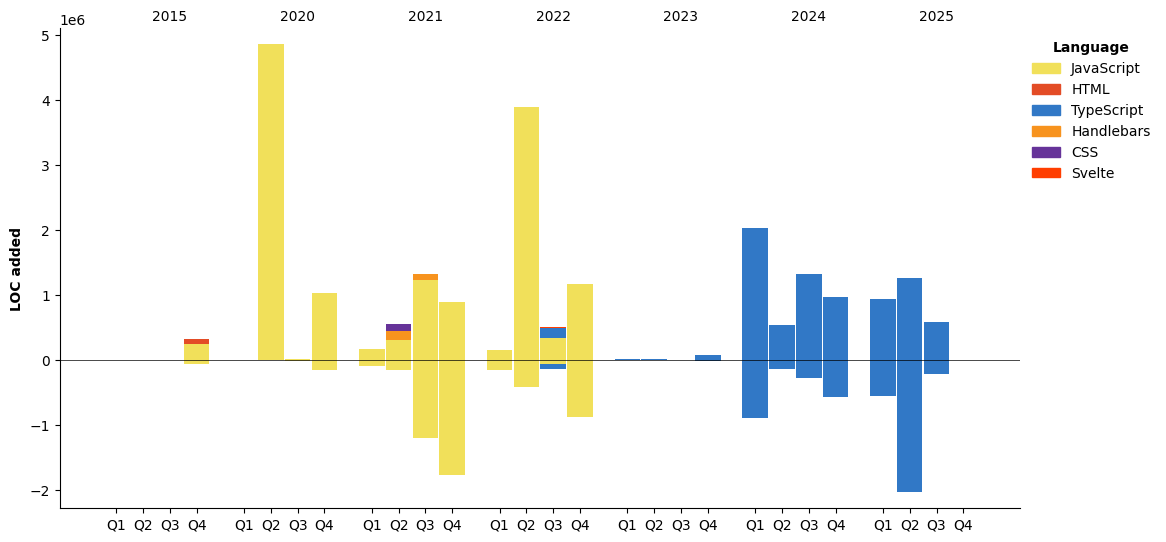 1e6
2015 2020 2021 2022 2023 2024 2025
5
4
3
2
1
0
−1
−2
LOC added
Q1 Q2 Q3 Q4 Q1 Q2 Q3 Q4 Q1 Q2 Q3 Q4 Q1 Q2 Q3 Q4 Q1 Q2 Q3 Q4 Q1 Q2 Q3 Q4 Q1 Q2 Q3 Q4
Language
JavaScript
HTML
TypeScript
Handlebars
CSS
Svelte